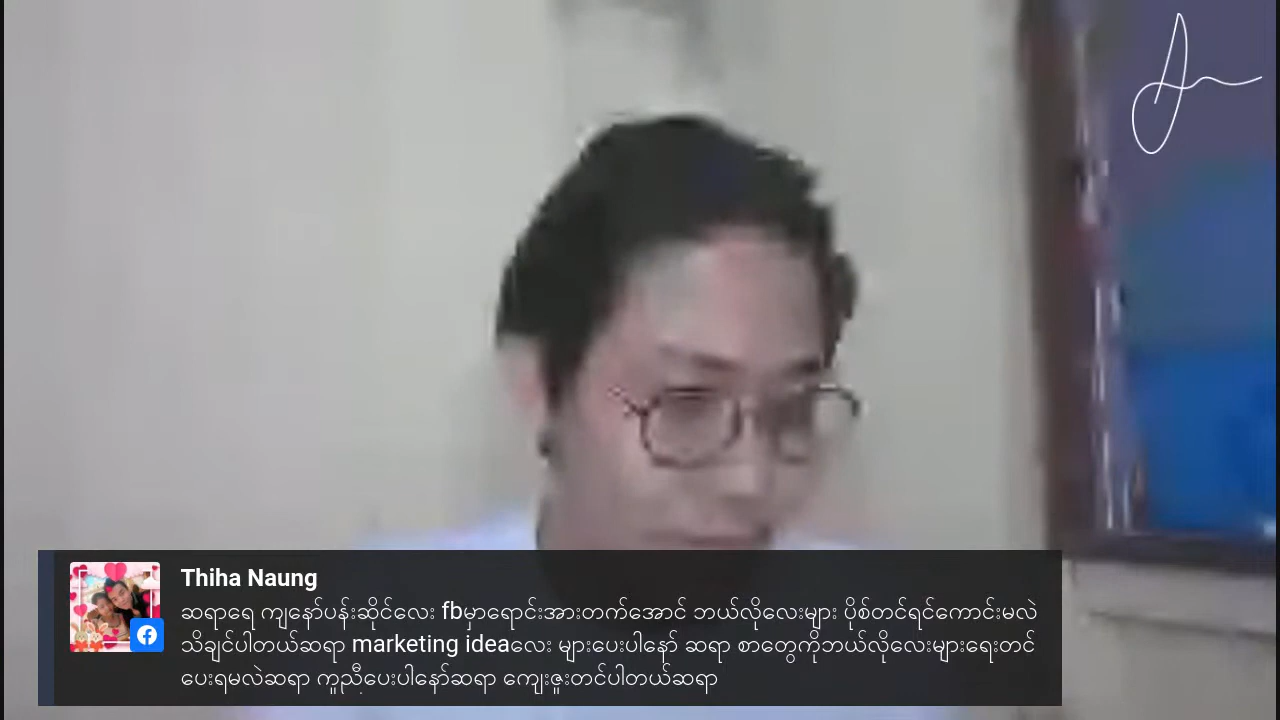 Thiha Naung
ဆရာရေ ကျနော်ပန်းဆိုင်လေး fbမှာရောင်းအားတက်အောင် ဘယ်လိုလေးများ ပိုစ်တင်ရင်ကောင်းမလဲ
သိချင်ပါတယ်ဆရာ marketing ideaလေး များပေးပါနော် ဆရာ စာတွေကိုဘယ်လိုလေးများရေးတင်
ပေးရမလဲဆရာ ကူညီပေးပါနော်ဆရာ ကျေးဇူးတင်ပါတယ်ဆရာ